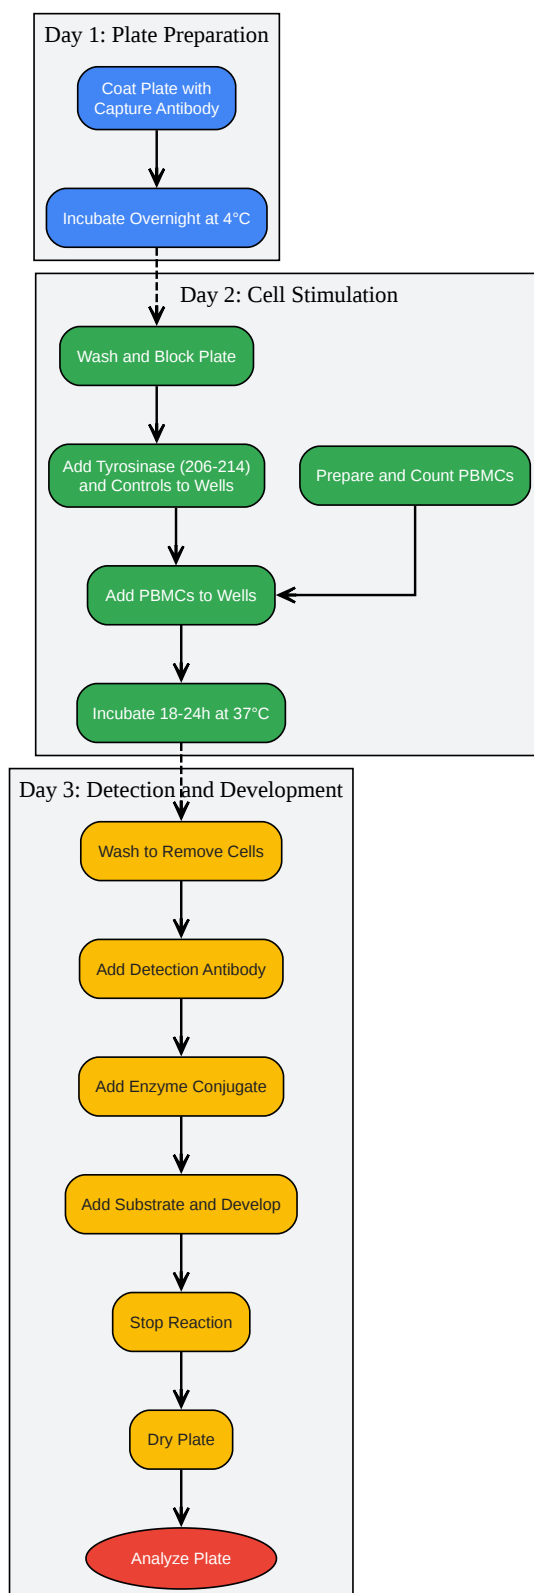 Day 1: Plate Preparation
Coat Plate with
Capture Antibody
Incubate Overnight at 4°C
Day 2: Cell Stimulation
Wash and Block Plate
Add Tyrosinase (206-214)
and Controls to Wells
Prepare and Count PBMCs
Add PBMCs to Wells
Incubate 18-24h at 37°C
Day 3: Detection and Development
Wash to Remove Cells
Add Detection Antibody
Add Enzyme Conjugate
Add Substrate and Develop
Stop Reaction
Dry Plate
Analyze Plate